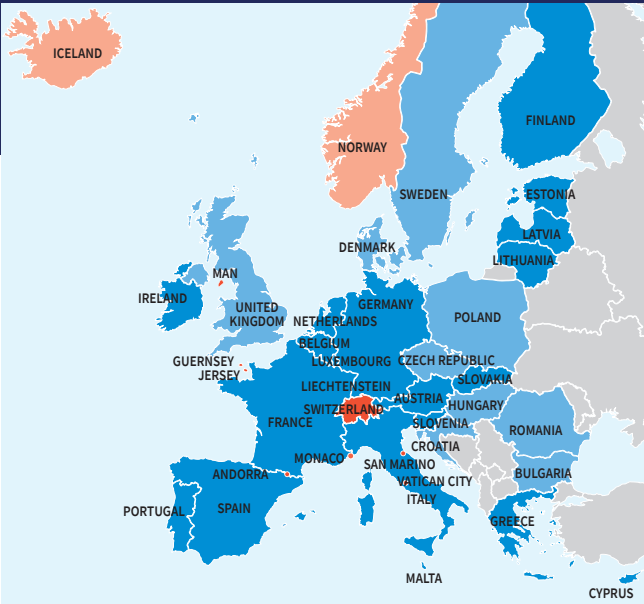 ICELAND
FINLAND
NORWAY
SWEDEN
ESTONIA
LATVIA
DENMARK
LITHUANIA
MAN
IRELAND
GERMANY
UNITED
KINGDOM
NETHERLANDS
POLAND
BELGIUM
GUERNSEY
LUXEMBOURG
CZECH REPUBLIC
JERSEY
SLOVAKIA
LIECHTENSTEIN
AUSTRIA
HUNGARY
SWITZERLAND
FRANCE
SLOVENIA
ROMANIA
CROATIA
MONACO
SAN MARINO
ANDORRA
BULGARIA
VATICAN CITY
ITALY
PORTUGAL
SPAIN
GREECE
MALTA
CYPRUS